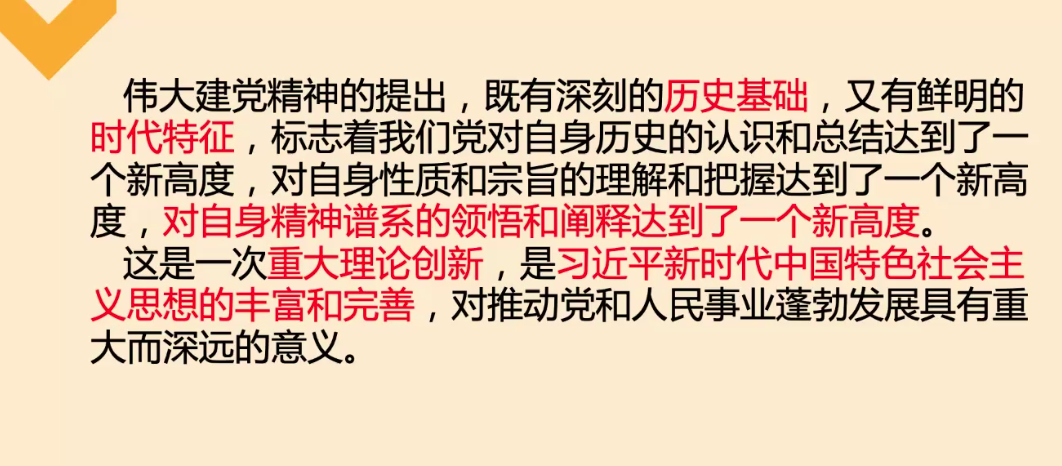 伟大建党精神的提出，既有深刻的历史基础，又有鲜明的
时代特征，标志着我们党对自身历史的认识和总结达到了一
个新高度，对自身性质和宗旨的理解和把握达到了一个新高
度，对自身精神谱系的领悟和阐释达到了一个新高度。
这是一次重大理论创新，是习近平新时代中国特色社会主
义思想的丰富和完善，对推动党和人民事业蓬勃发展具有重
大而深远的意义。